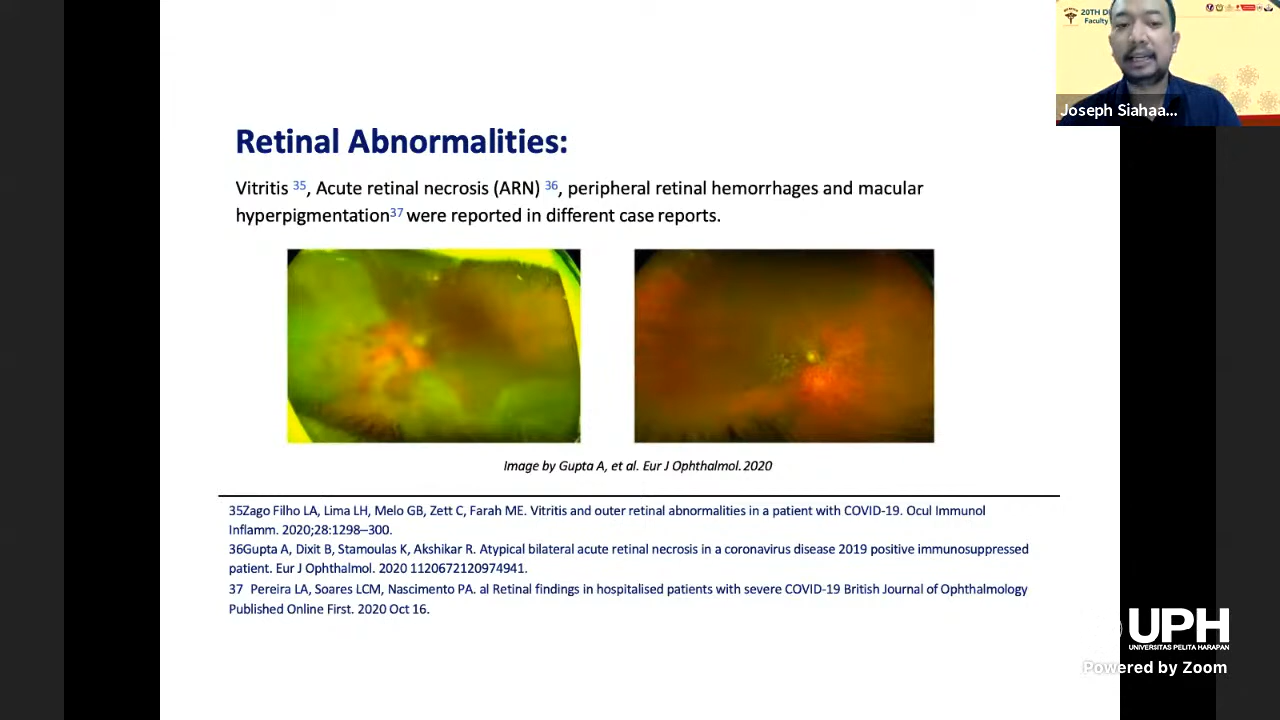 20TH DI
Faculty
Joseph Siahaa...
Retinal Abnormalities:
Vitritis 35, Acute retinal necrosis (ARN) 36, peripheral retinal hemorrhages and macular
hyperpigmentation37 were reported in different case reports.
Image by Gupta A, et al. Eur J Ophthalmol.2020
35Zago Filho LA, Lima LH, Melo GB, Zett C, Farah ME. Vitritis and outer retinal abnormalities in a patient with COVID-19. Ocul Immunol
Inflamm. 2020;28:1298–300.
36Gupta A, Dixit B, Stamoulas K, Akshikar R. Atypical bilateral acute retinal necrosis in a coronavirus disease 2019 positive immunosuppressed
patient. Eur J Ophthalmol. 2020 1120672120974941.
37 Pereira LA, Soares LCM, Nascimento PA. al Retinal findings in hospitalised patients with severe COVID-19 British Journal of Ophthalmology
Published Online First. 2020 Oct 16.
UPH
UNIVERSITAS PELITA HARAPAN
Powered by Zoom